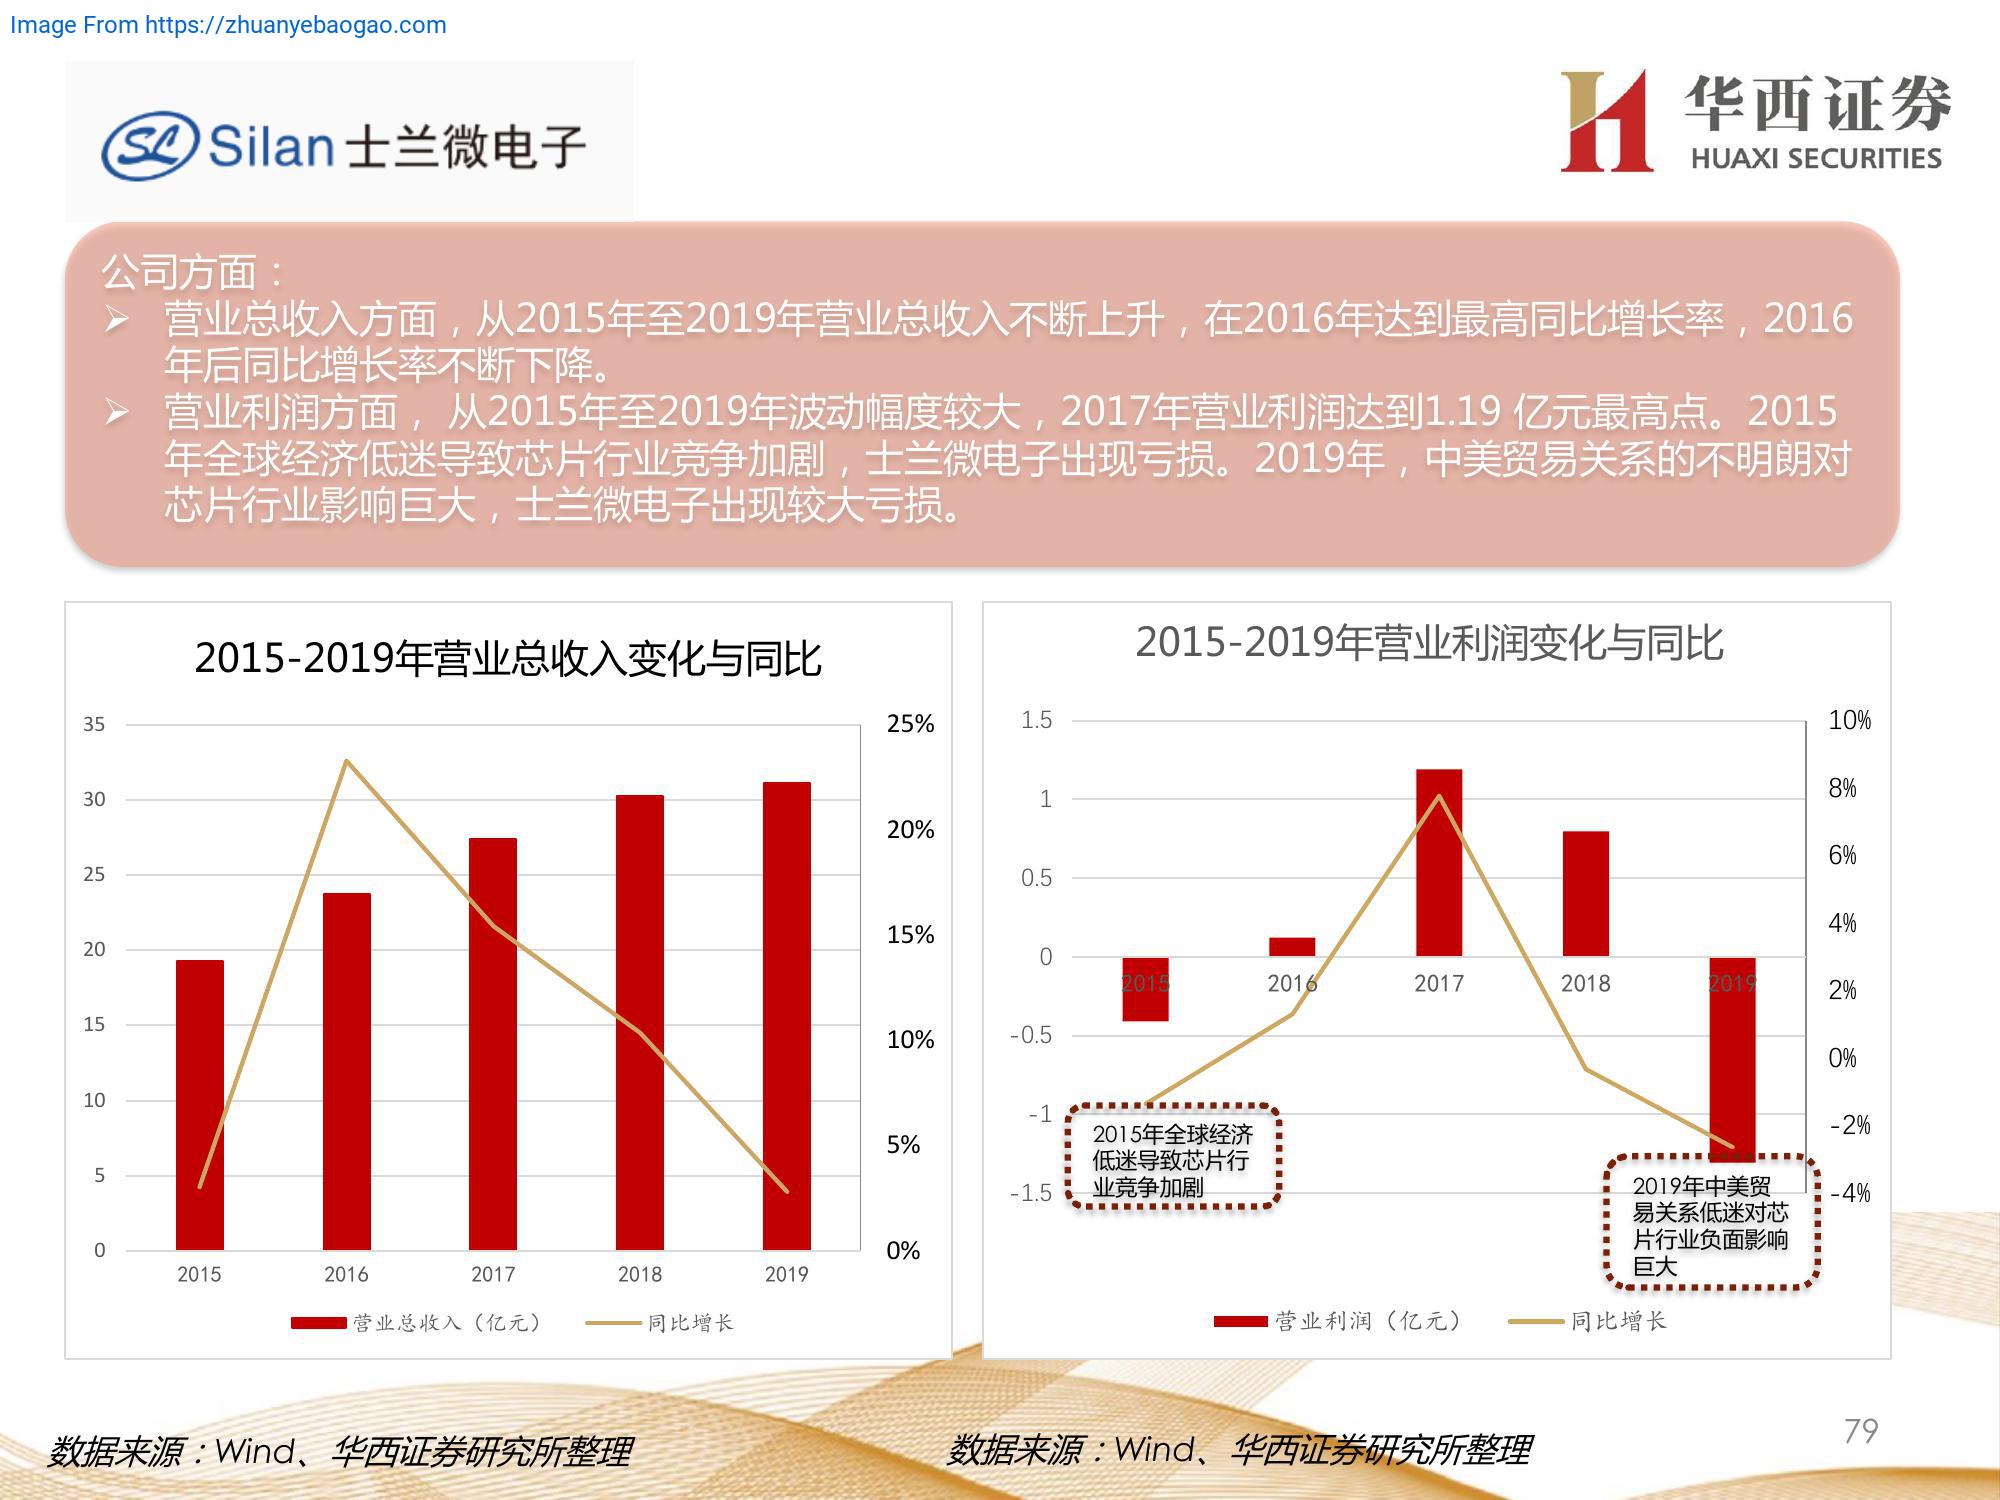 Image From https://zhuanyebaogao.com
SL Silan 士兰微电子
华西证券
HUAXI SECURITIES
公司方面：
➢ 营业总收入方面，从2015年至2019年营业总收入不断上升，在2016年达到最高同比增长率，2016
年后同比增长率不断下降。
➢ 营业利润方面， 从2015年至2019年波动幅度较大，2017年营业利润达到1.19 亿元最高点。2015
年全球经济低迷导致芯片行业竞争加剧，士兰微电子出现亏损。2019年，中美贸易关系的不明朗对
芯片行业影响巨大，士兰微电子出现较大亏损。
2015-2019年营业总收入变化与同比
35
30
25
20
15
10
5
0
25%
20%
15%
10%
5%
0%
2015 2016 2017 2018 2019
营业总收入（亿元） 同比增长
2015-2019年营业利润变化与同比
1.5
1
0.5
0
-0.5
-1
-1.5
10%
8%
6%
4%
2%
0%
-2%
-4%
2015 2016 2017 2018 2019
2015年全球经济
低迷导致芯片行
业竞争加剧
2019年中美贸
易关系低迷对芯
片行业负面影响
巨大
营业利润（亿元） 同比增长
数据来源：Wind、华西证券研究所整理
数据来源：Wind、华西证券研究所整理
79